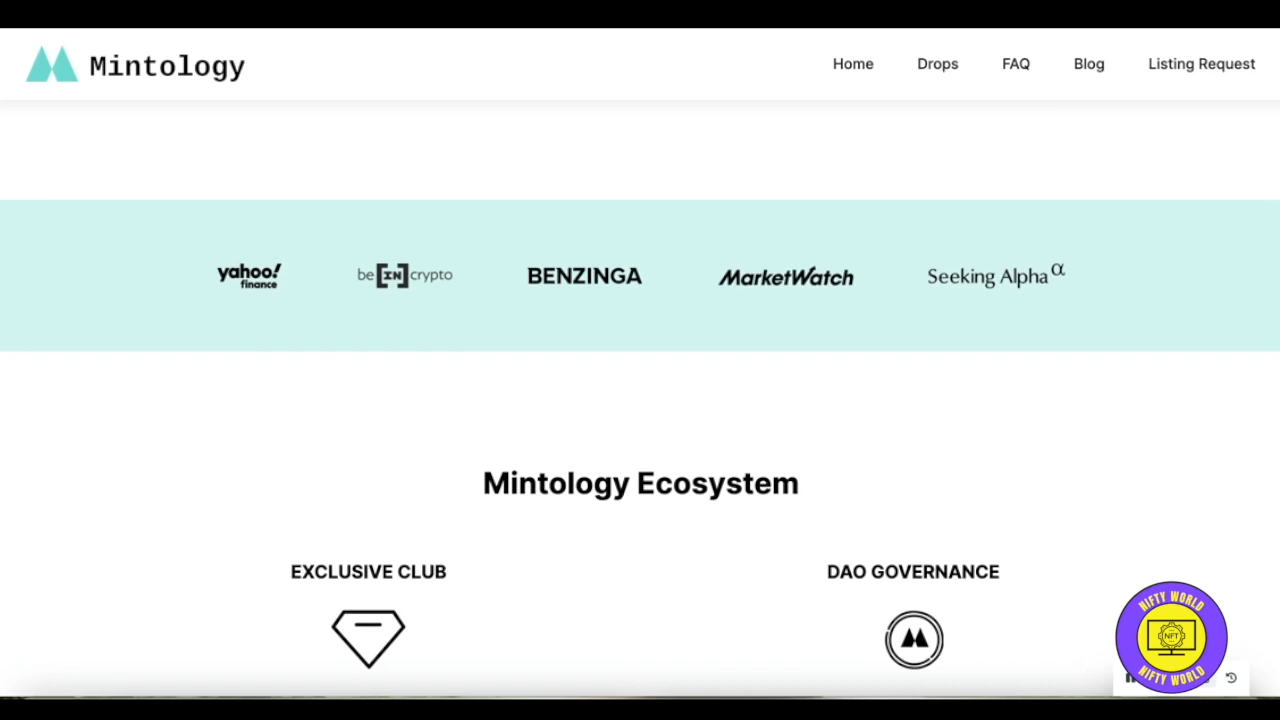 Mintology
Home Drops FAQ Blog Listing Request
yahoo!
finance
be[IN]crypto
BENZINGA
MarketWatch
Seeking Alpha α
Mintology Ecosystem
EXCLUSIVE CLUB
DAO GOVERNANCE
NIFTY WORLD
NFT
NIFTY WORLD